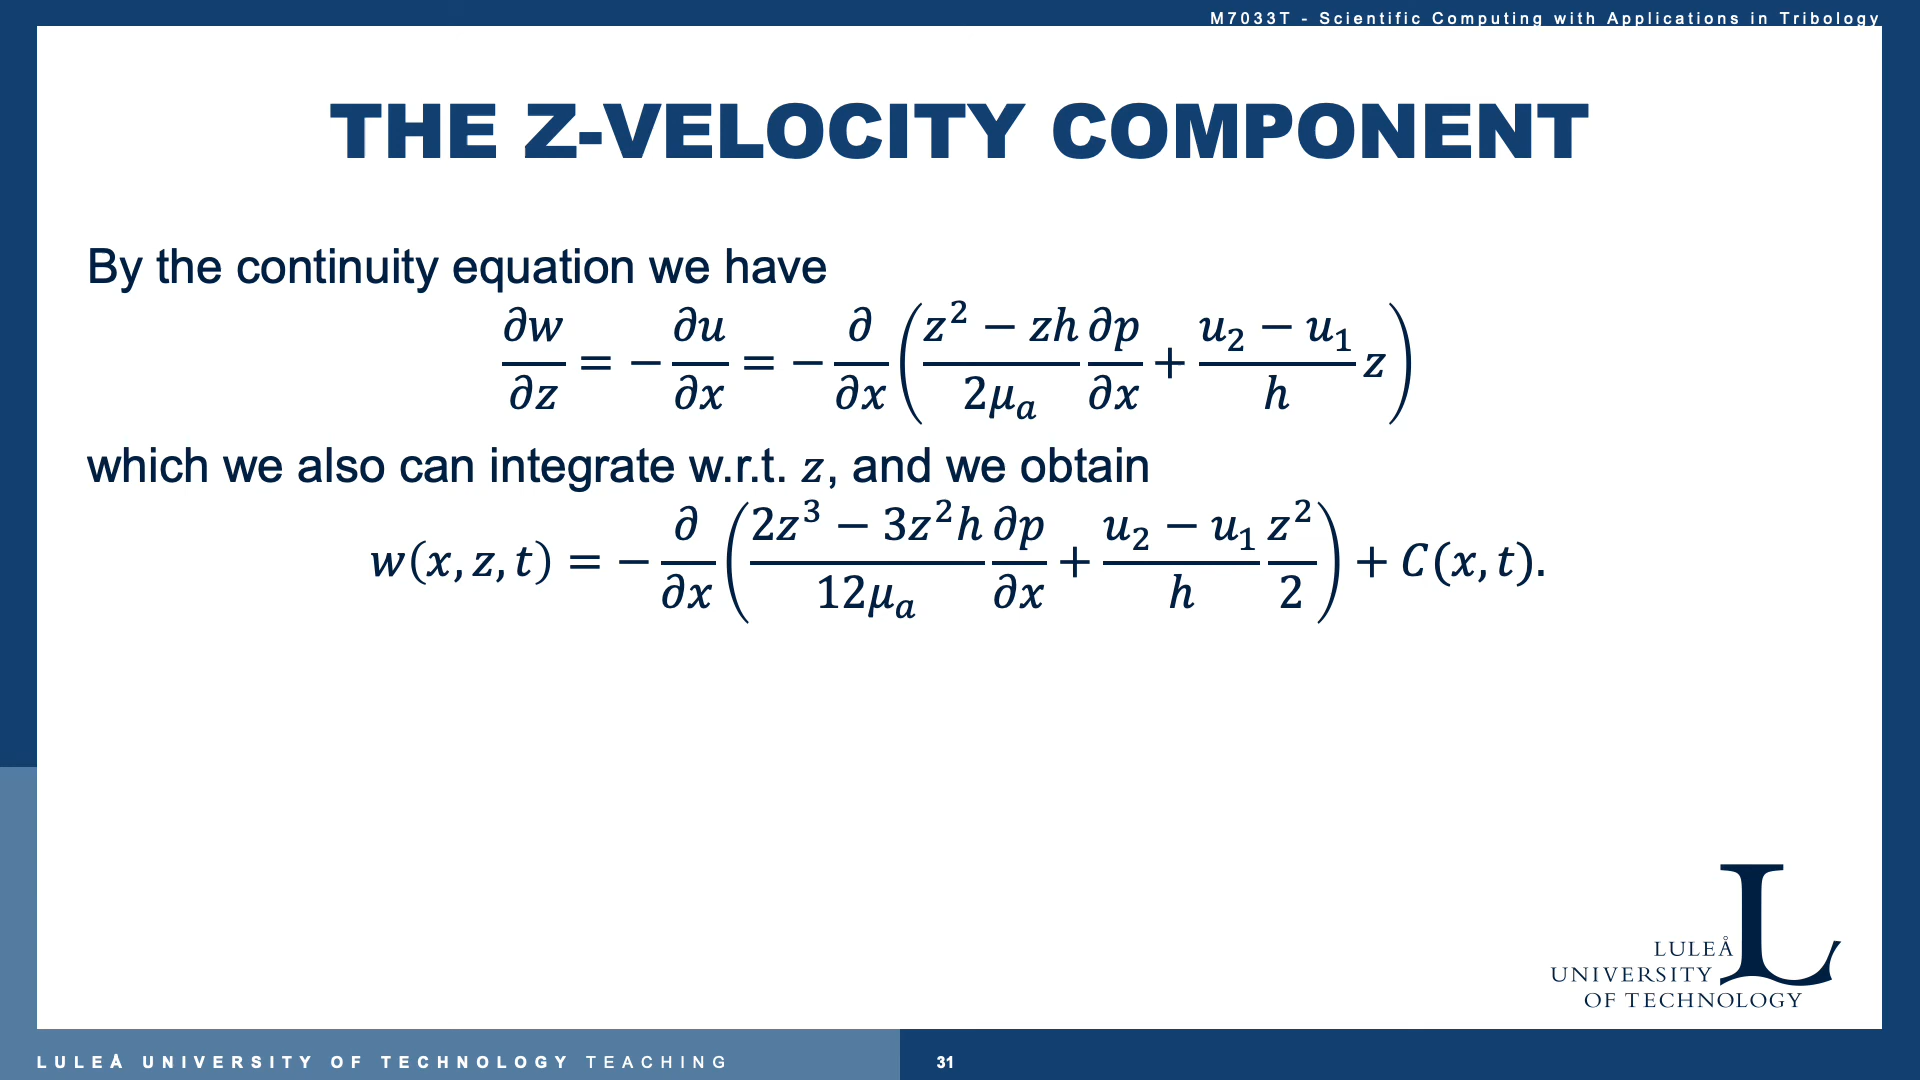 M7033T - Scientific Computing with Applications in Tribology
THE Z-VELOCITY COMPONENT
By the continuity equation we have
∂w/∂z = −∂u/∂x = −∂/∂x ((z² − zh)/(2μₐ) ∂p/∂x + (u₂ − u₁)/h z)
which we also can integrate w.r.t. z, and we obtain
w(x, z, t) = −∂/∂x ((2z³ − 3z²h)/(12μₐ) ∂p/∂x + (u₂ − u₁)/h z²/2) + C(x, t).
LULEÅ
UNIVERSITY
OF TECHNOLOGY
LULEÅ UNIVERSITY OF TECHNOLOGY TEACHING
31